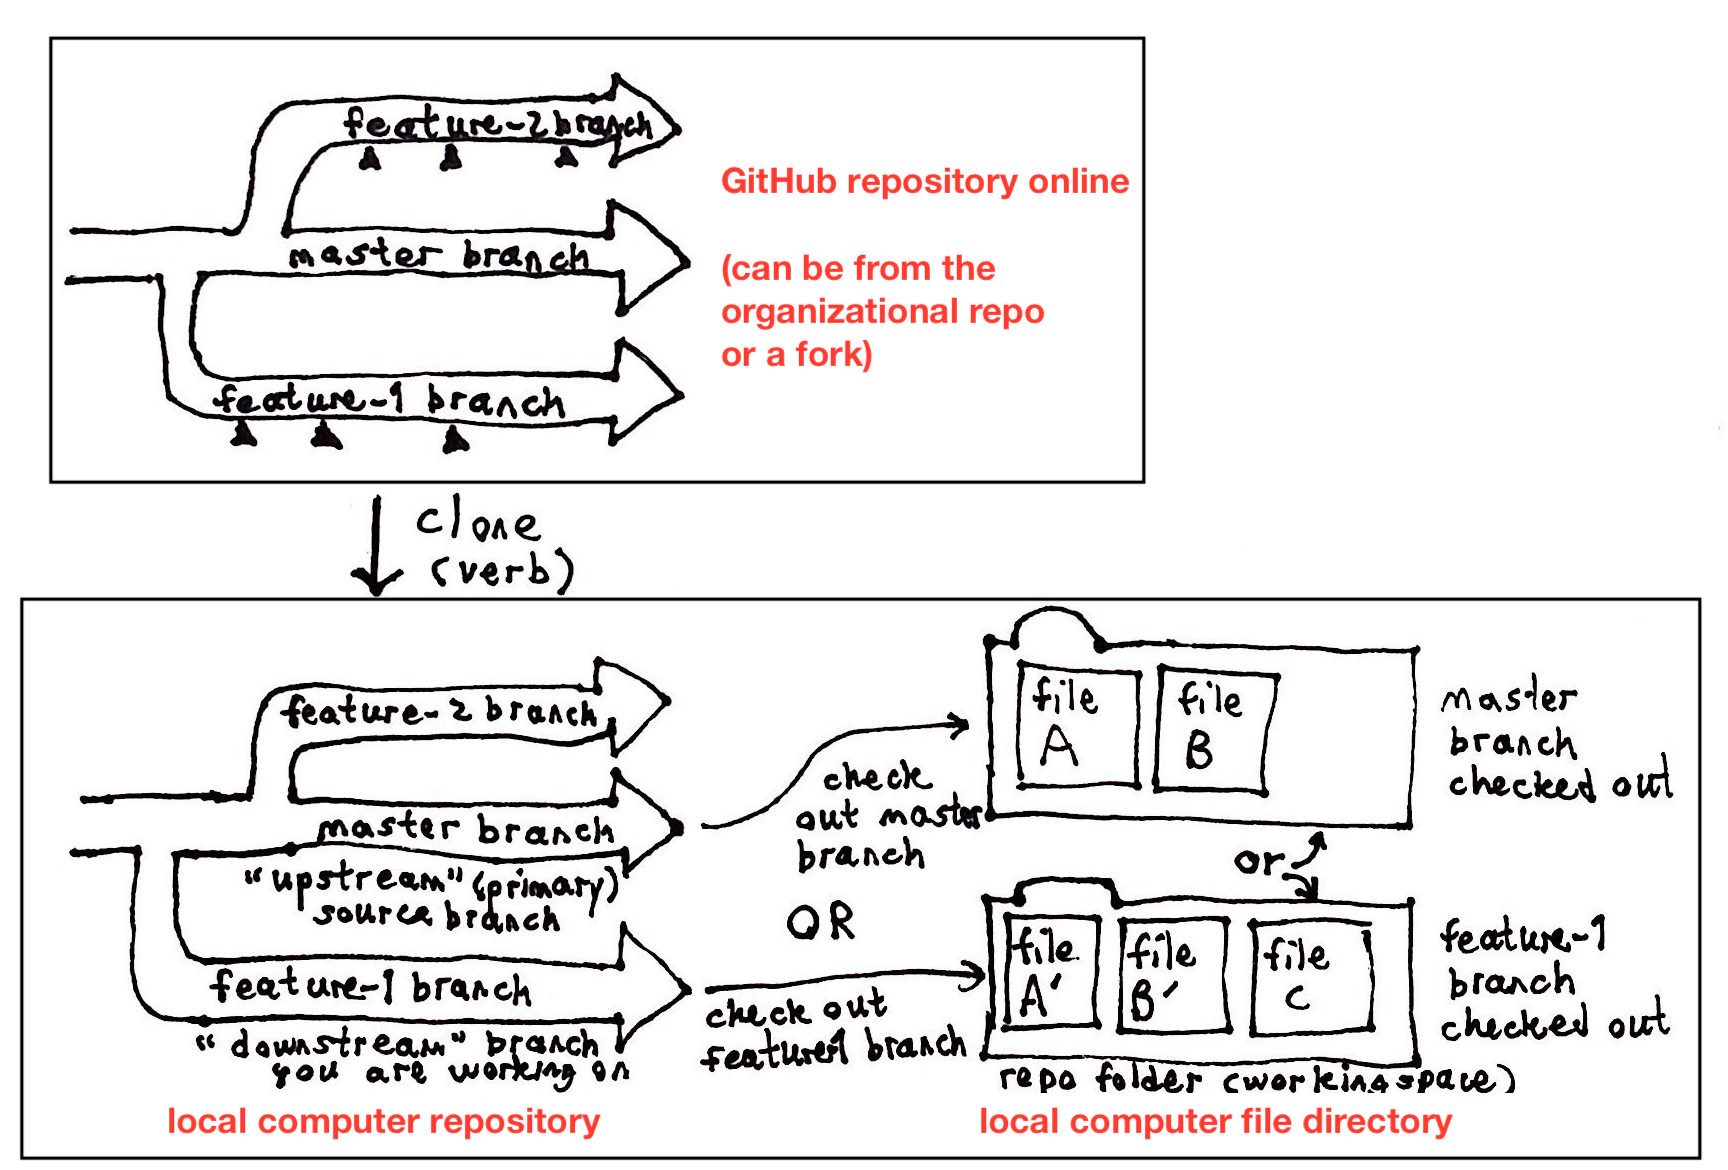 feature-2 branch
GitHub repository online
master branch
(can be from the
organizational repo
or a fork)
feature-1 branch
clone
(verb)
feature-2 branch
master branch
"upstream" (primary)
source branch
feature-1 branch
"downstream" branch
you are working on
local computer repository
check
out master
branch
OR
check out
feature1 branch
file
A
file
B
master
branch
checked out
or
file
A'
file
B'
file
C
feature-1
branch
checked out
repo folder (workingspace)
local computer file directory